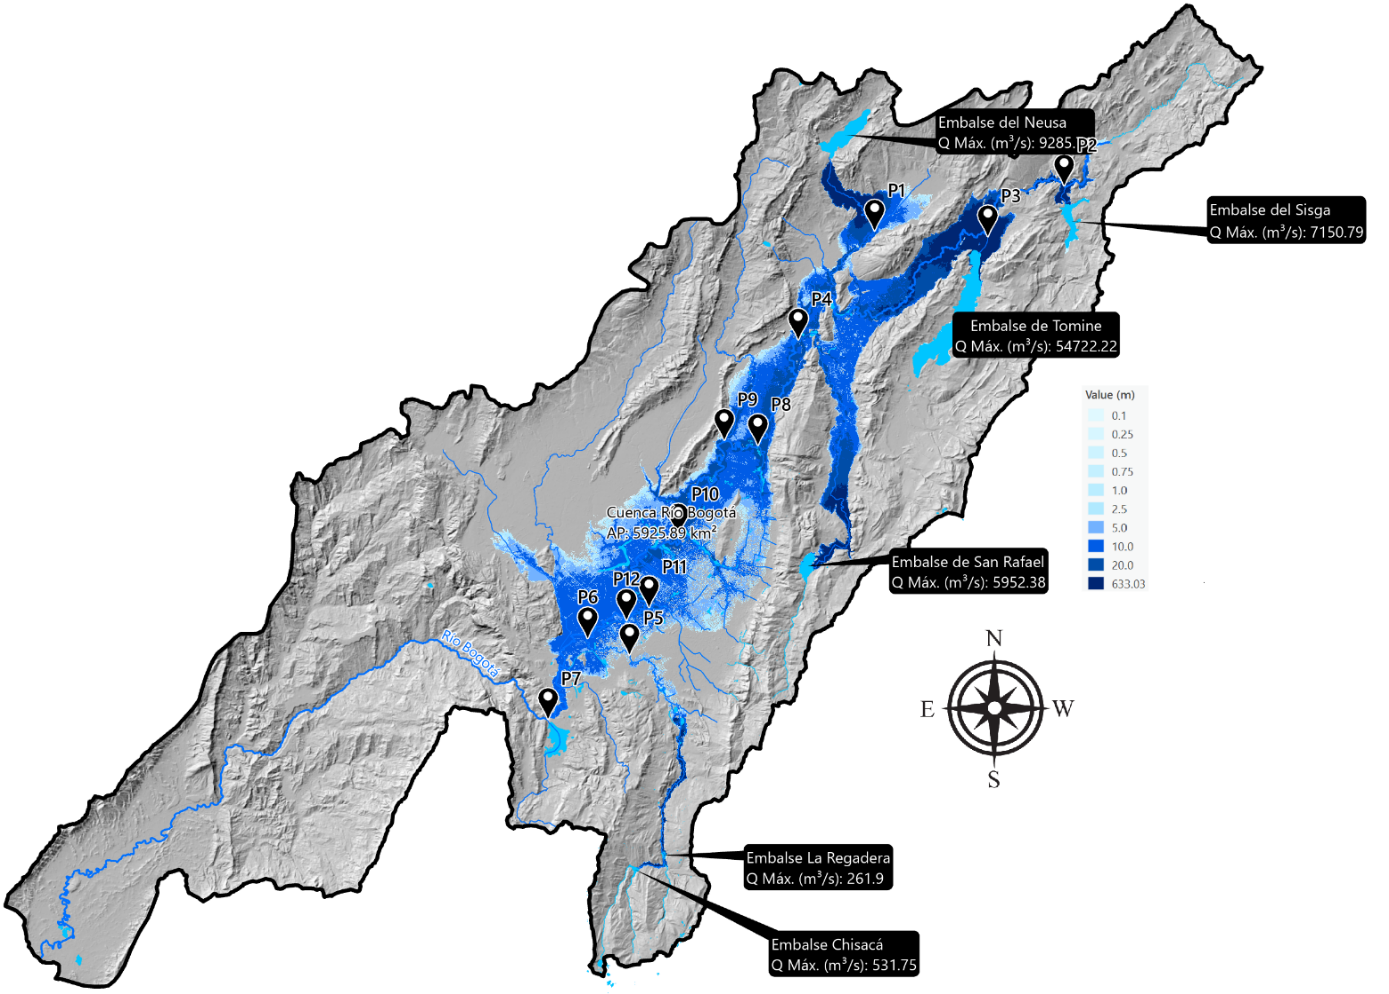 Embalse del Neusa
Q Máx. (m³/s): 9285.
P2
P1
P3
Embalse del Sisga
Q Máx. (m³/s): 7150.79
P4
Embalse de Tomine
Q Máx. (m³/s): 54722.22
Value (m)
0.1
0.25
0.5
0.75
1.0
2.5
5.0
10.0
20.0
633.03
P9
P8
P10
Cuenca Río Bogotá
AP: 5925.89 km²
Embalse de San Rafael
Q Máx. (m³/s): 5952.38
P11
P12
P6
P5
Río Bogotá
P7
N
E
W
S
Embalse La Regadera
Q Máx. (m³/s): 261.9
Embalse Chisacá
Q Máx. (m³/s): 531.75